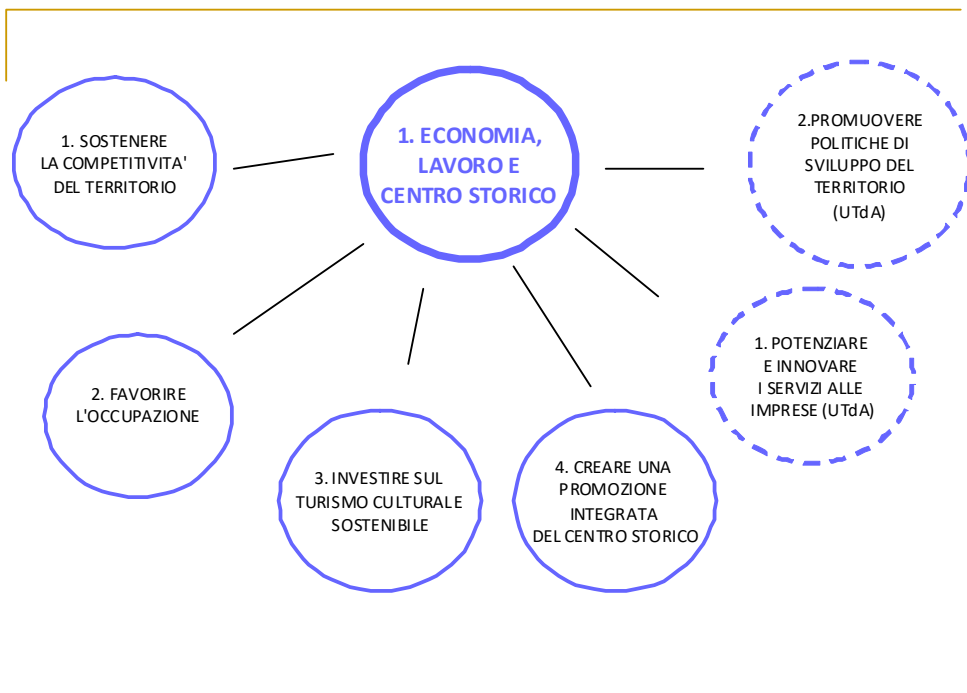 1. ECONOMIA,
LAVORO E
CENTRO STORICO
1. SOSTENERE
LA COMPETITIVITA'
DEL TERRITORIO
2. FAVORIRE
L'OCCUPAZIONE
3. INVESTIRE SUL
TURISMO CULTURALE
SOSTENIBILE
4. CREARE UNA
PROMOZIONE
INTEGRATA
DEL CENTRO STORICO
1. POTENZIARE
E INNOVARE
I SERVIZI ALLE
IMPRESE (UTdA)
2.PROMUOVERE
POLITICHE DI
SVILUPPO DEL
TERRITORIO
(UTdA)